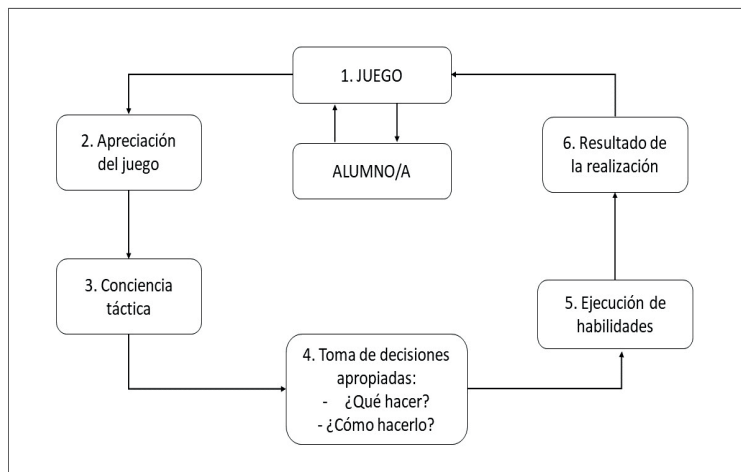 1. JUEGO
2. Apreciación
del juego
ALUMNO/A
6. Resultado de
la realización
3. Conciencia
táctica
5. Ejecución de
habilidades
4. Toma de decisiones
apropiadas:
- ¿Qué hacer?
- ¿Cómo hacerlo?